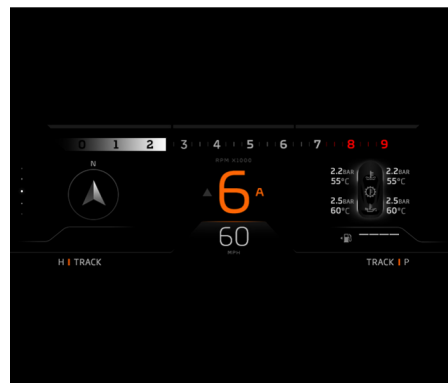 0 1 2 3 4 5 6 7 8 9
RPM X1000
N
6 A
2.2BAR 2.2BAR
55°C 55°C
2.5BAR 2.5BAR
60°C 60°C
60
MPH
H TRACK
TRACK P